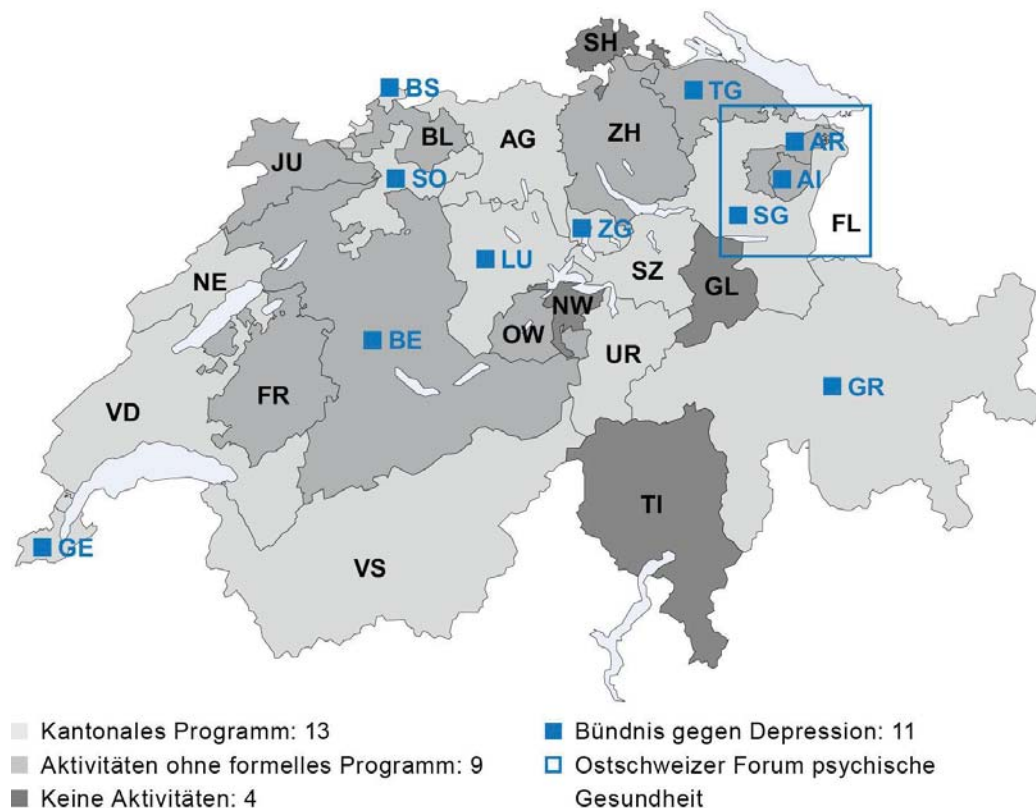 SH
BS
TG
BL
AG
ZH
AR
JU
SO
AI
SG
FL
ZG
NE
LU
SZ
GL
NW
OW
BE
UR
FR
GR
VD
TI
GE
VS
Kantonales Programm: 13
Aktivitäten ohne formelles Programm: 9
Keine Aktivitäten: 4
Bündnis gegen Depression: 11
Ostschweizer Forum psychische
Gesundheit